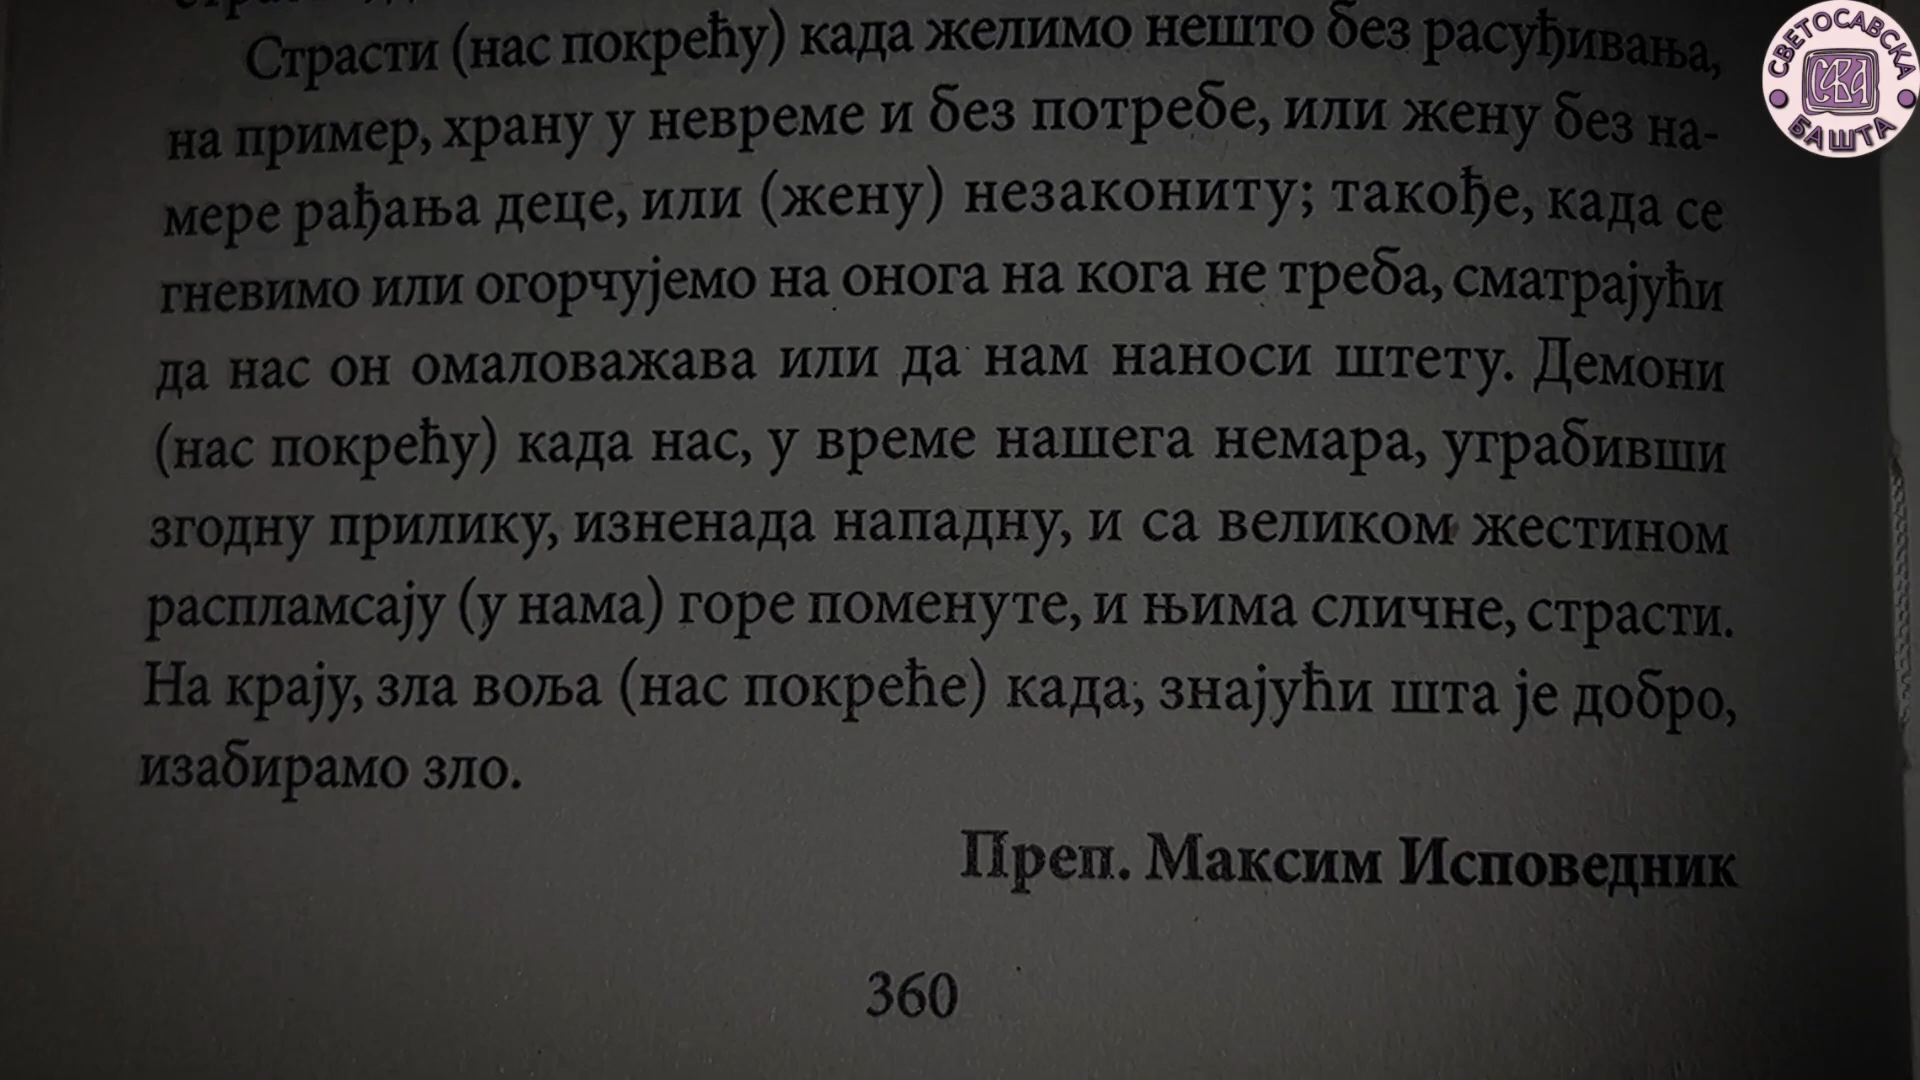 Страсти (нас покрећу) када желимо нешто без расуђивања,
на пример, храну у невреме и без потребе, или жену без на-
мере рађања деце, или (жену) незакониту; такође, када се
гневимо или огорчујемо на онога на кога не треба, сматрајући
да нас он омаловажава или да нам наноси штету. Демони
(нас покрећу) када нас, у време нашега немара, уграбивши
згодну прилику, изненада нападну, и са великом жестином
распламсају (у нама) горе поменуте, и њима сличне, страсти.
На крају, зла воља (нас покреће) када, знајући шта је добро,
изабирамо зло.
Преп. Максим Исповедник
360
СВЕТОСАВСКА
БАШТА